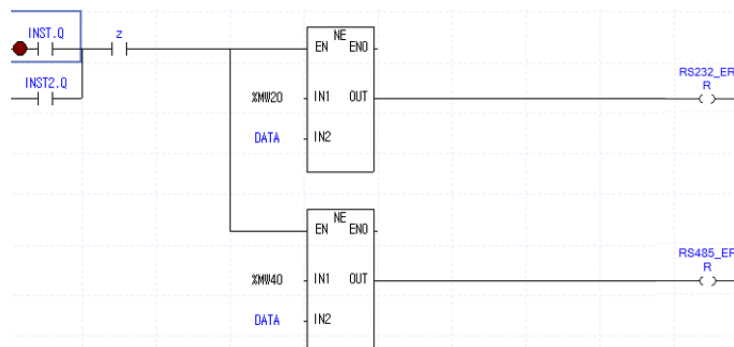 INST.Q
z
NE
EN ENO
INST2.Q
RS232_ER
R
%MW20 IN1 OUT
DATA IN2
NE
EN ENO
RS485_ER
R
%MW40 IN1 OUT
DATA IN2